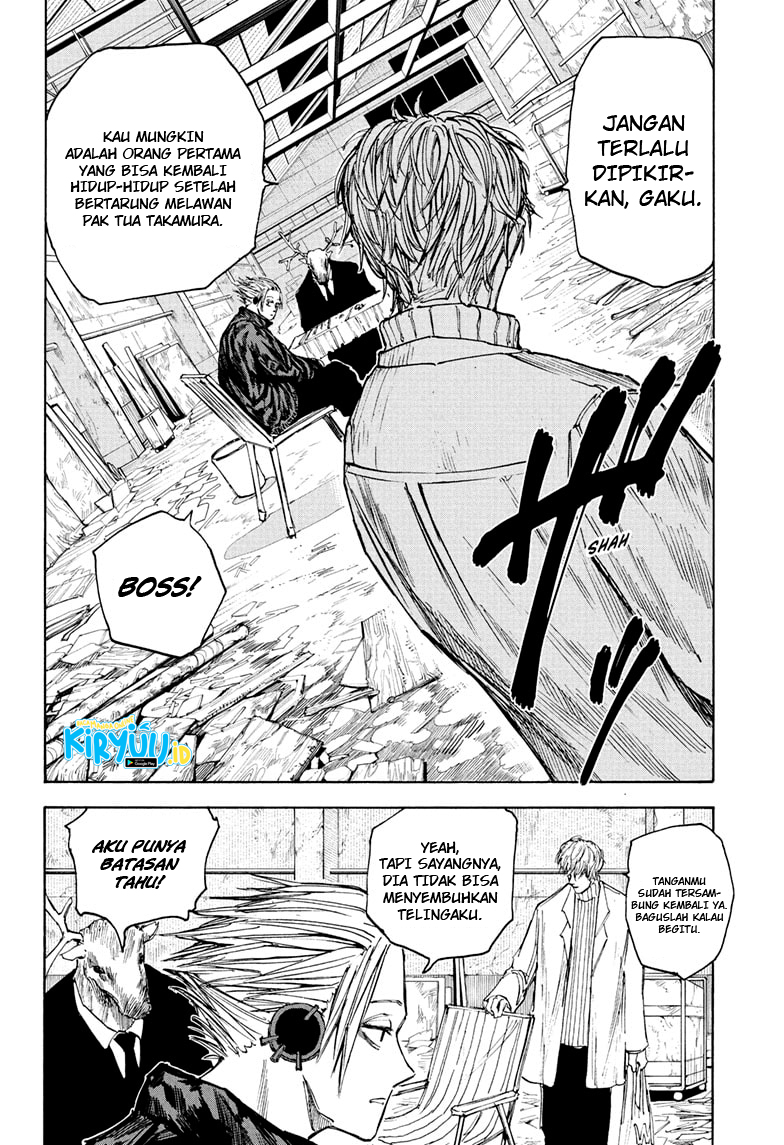 JANGAN
TERLALU
DIPIKIR-
KAN, GAKU.
KAU MUNGKIN
ADALAH ORANG PERTAMA
YANG BISA KEMBALI
HIDUP-HIDUP SETELAH
BERTARUNG MELAWAN
PAK TUA TAKAMURA.
SHAH
BOSS!
KIRYUU.id
Google Play
TANGANMU
SUDAH TERSAM-
BUNG KEMBALI YA.
BAGUSLAH KALAU
BEGITU.
YEAH,
TAPI SAYANGNYA,
DIA TIDAK BISA
MENYEMBUHKAN
TELINGAKU.
AKU PUNYA
BATASAN
TAHU!